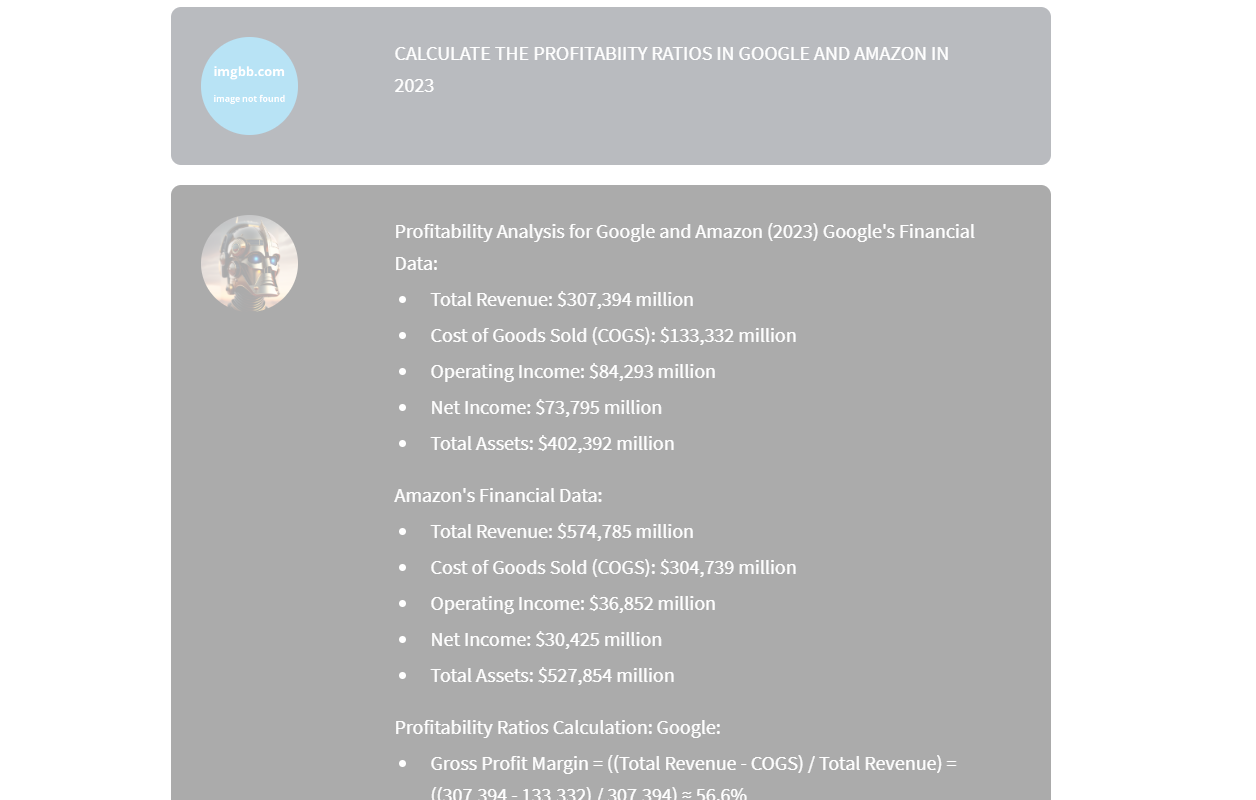 imgbb.com
image not found
CALCULATE THE PROFITABIITY RATIOS IN GOOGLE AND AMAZON IN
2023
Profitability Analysis for Google and Amazon (2023) Google's Financial
Data:
• Total Revenue: $307,394 million
• Cost of Goods Sold (COGS): $133,332 million
• Operating Income: $84,293 million
• Net Income: $73,795 million
• Total Assets: $402,392 million
Amazon's Financial Data:
• Total Revenue: $574,785 million
• Cost of Goods Sold (COGS): $304,739 million
• Operating Income: $36,852 million
• Net Income: $30,425 million
• Total Assets: $527,854 million
Profitability Ratios Calculation: Google:
• Gross Profit Margin = ((Total Revenue - COGS) / Total Revenue) =
((307,394 - 133,332) / 307,394) ≈ 56.6%